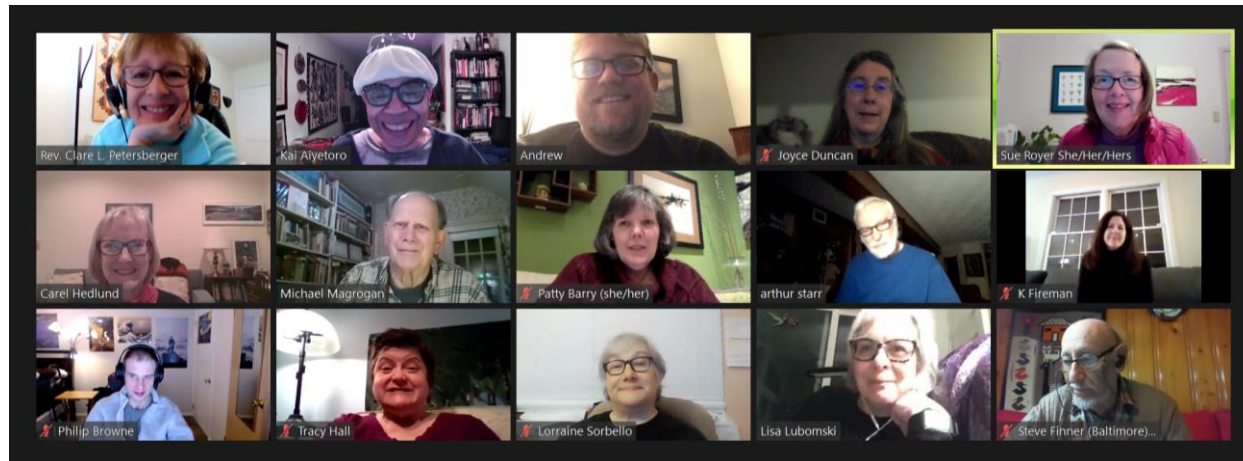 Rev. Clare L. Petersberger
Kai Aiyetoro
Andrew
Joyce Duncan
Sue Royer She/Her/Hers
Carel Hedlund
Michael Magrogan
Patty Barry (she/her)
arthur starr
K Fireman
Philip Browne
Tracy Hall
Lorraine Sorbello
Lisa Lubomski
Steve Finner (Baltimore)...